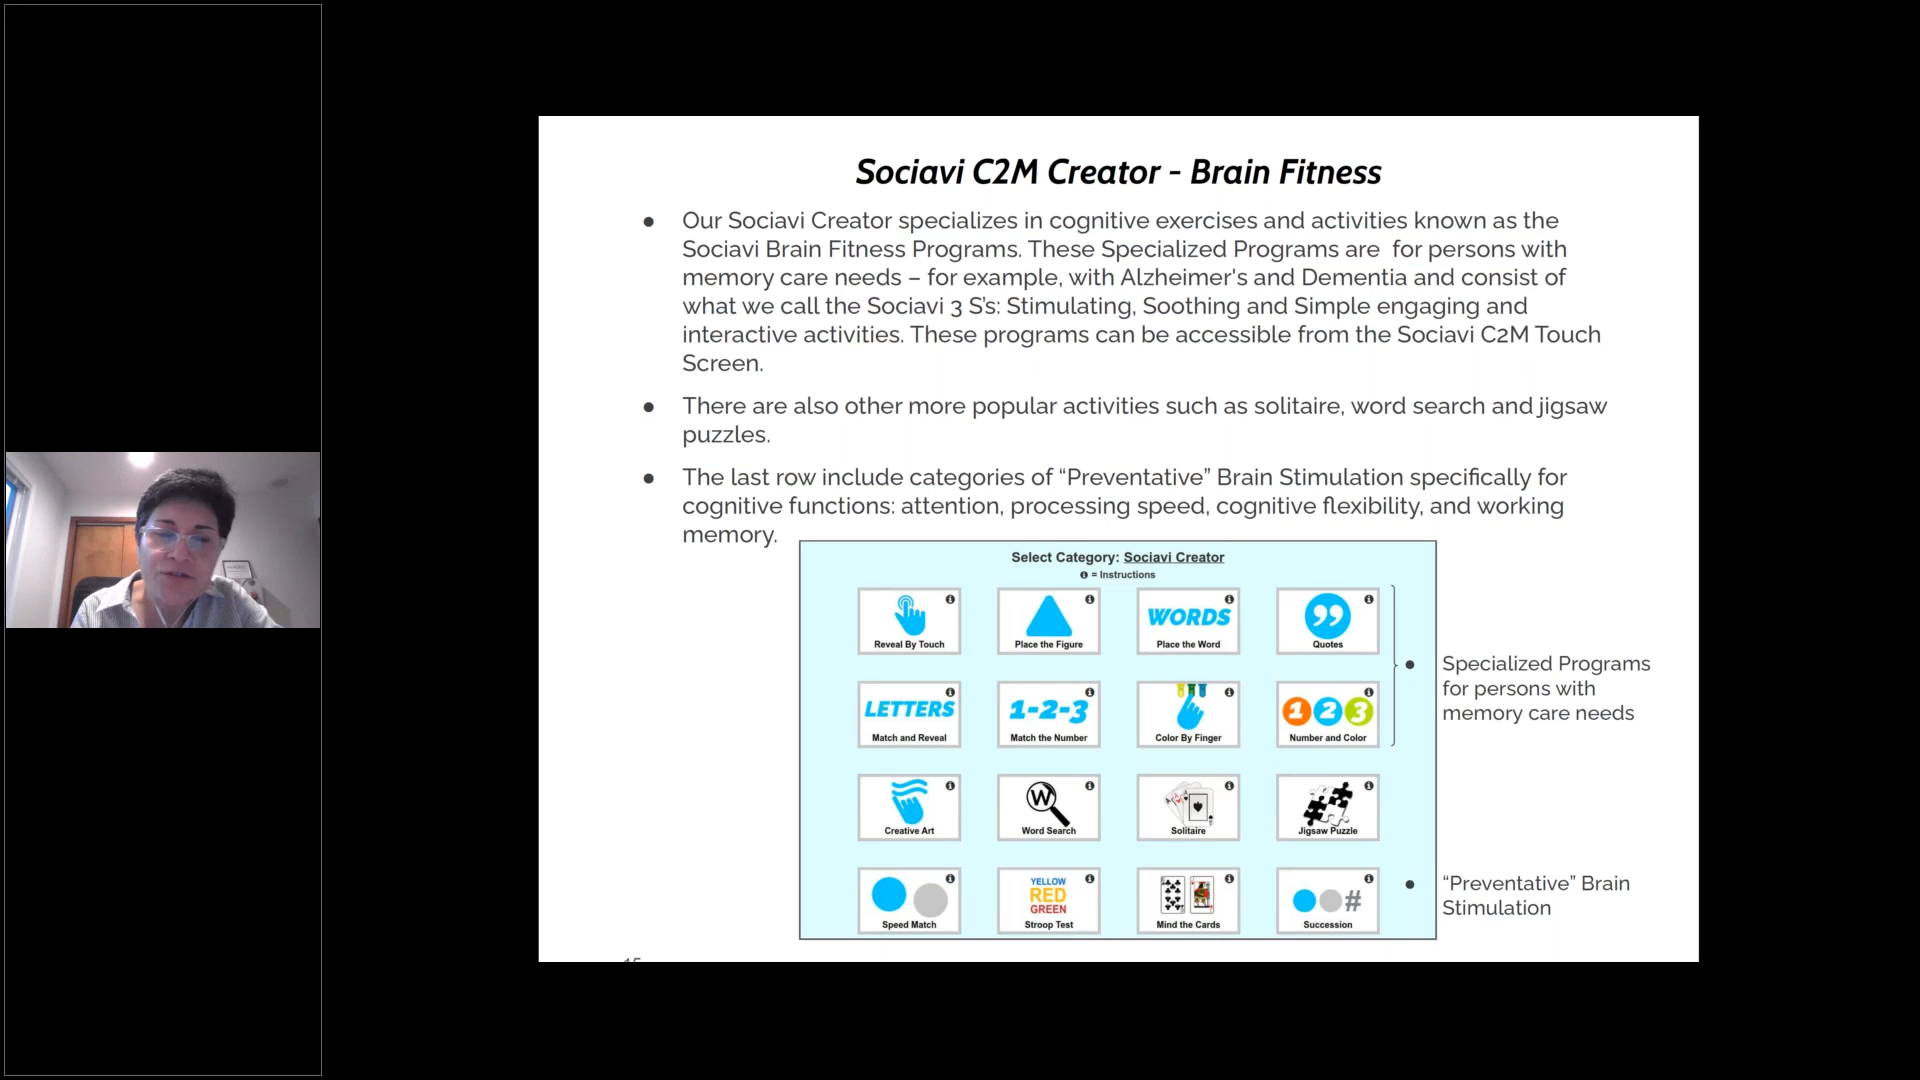 Sociavi C2M Creator - Brain Fitness
● Our Sociavi Creator specializes in cognitive exercises and activities known as the
Sociavi Brain Fitness Programs. These Specialized Programs are  for persons with
memory care needs – for example, with Alzheimer's and Dementia and consist of
what we call the Sociavi 3 S’s: Stimulating, Soothing and Simple engaging and
interactive activities. These programs can be accessible from the Sociavi C2M Touch
Screen.
● There are also other more popular activities such as solitaire, word search and jigsaw
puzzles.
● The last row include categories of “Preventative” Brain Stimulation specifically for
cognitive functions: attention, processing speed, cognitive flexibility, and working
memory.
Select Category: Sociavi Creator
i = Instructions
Reveal By Touch
Place the Figure
WORDS
Place the Word
Quotes
LETTERS
Match and Reveal
1-2-3
Match the Number
Color By Finger
1 2 3
Number and Color
● Specialized Programs
for persons with
memory care needs
Creative Art
W
Word Search
Solitaire
Jigsaw Puzzle
Speed Match
YELLOW
RED
GREEN
Stroop Test
Mind the Cards
#
Succession
● “Preventative” Brain
Stimulation